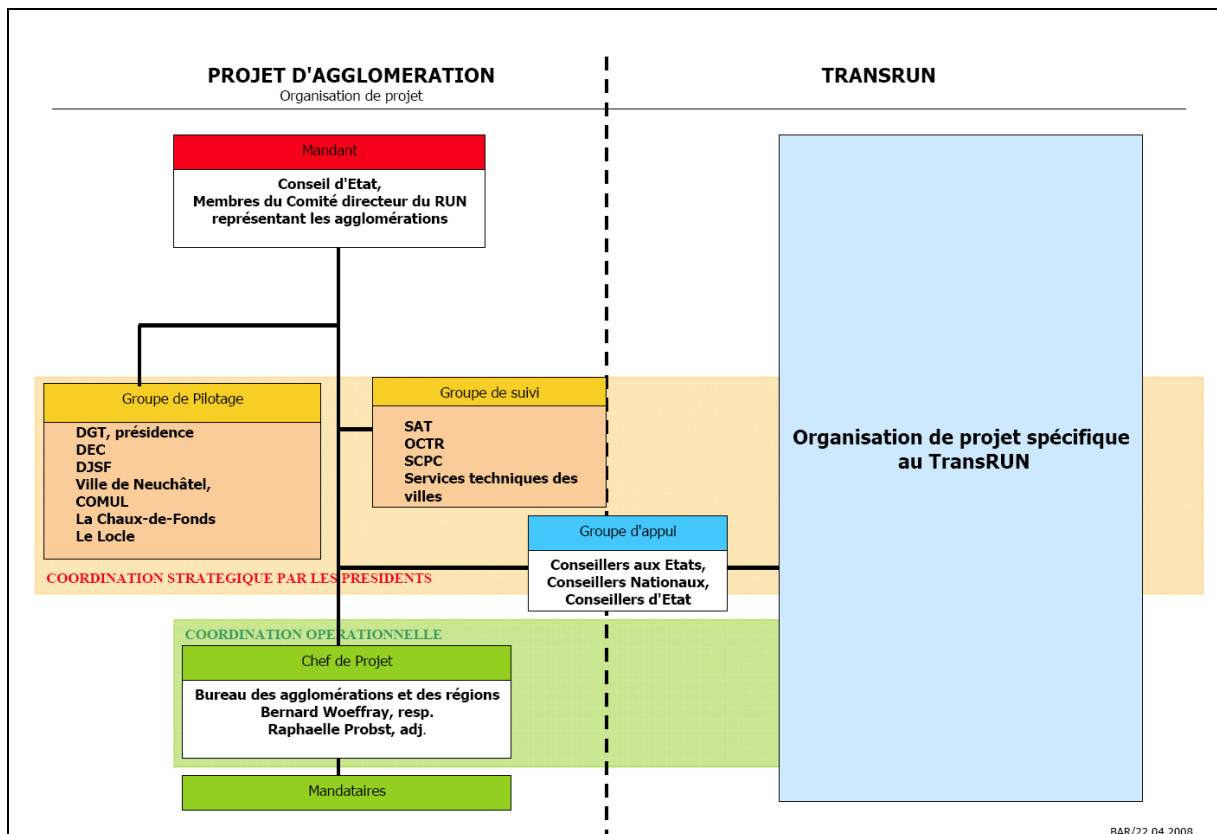 PROJET D'AGGLOMERATION
Organisation de projet
TRANSRUN
Mandant
Conseil d'Etat,
Membres du Comité directeur du RUN
représentant les agglomérations
Groupe de Pilotage
DGT, présidence
DEC
DJSF
Ville de Neuchâtel,
COMUL
La Chaux-de-Fonds
Le Locle
Groupe de suivi
SAT
OCTR
SCPC
Services techniques des
villes
Organisation de projet spécifique
au TransRUN
Groupe d'appui
Conseillers aux Etats,
Conseillers Nationaux,
Conseillers d'Etat
COORDINATION STRATEGIQUE PAR LES PRESIDENTS
COORDINATION OPERATIONNELLE
Chef de Projet
Bureau des agglomérations et des régions
Bernard Woeffray, resp.
Raphaelle Probst, adj.
Mandataires
BAR/22.04.2008